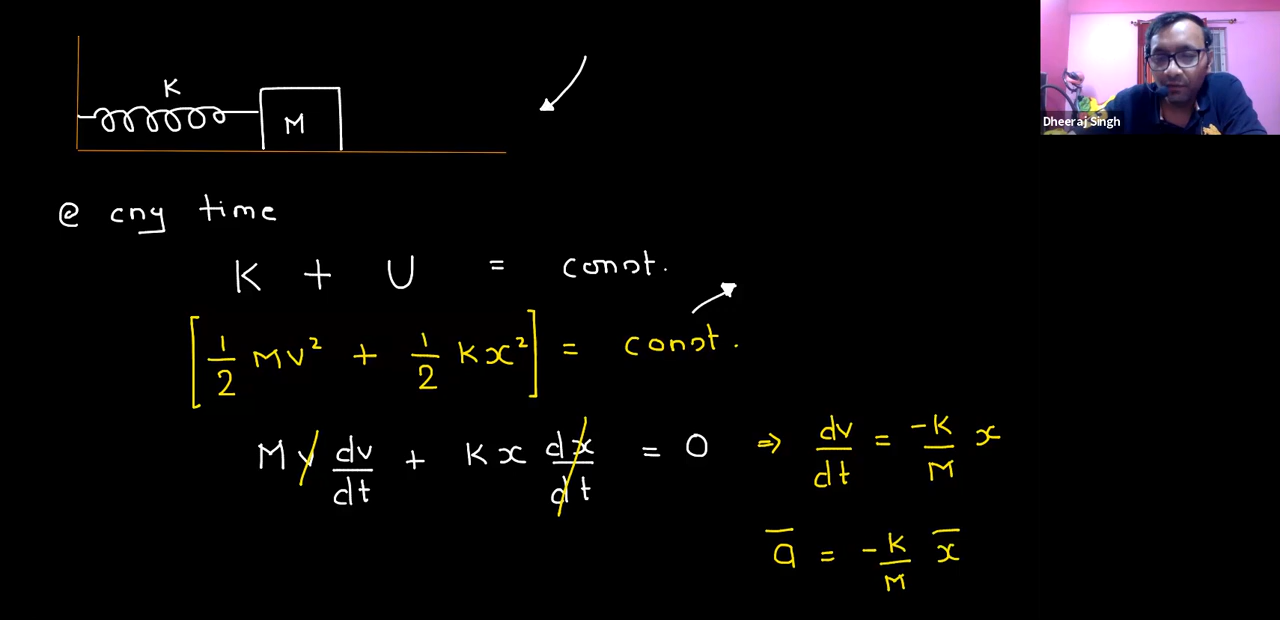 K
M
Dheeraj Singh
@ any time
K + U = const.
[1/2 Mv² + 1/2 Kx²] = const.
Mv dv/dt + Kx dx/dt = 0 ⇒ dv/dt = -K/M x
a̅ = -K/M x̅